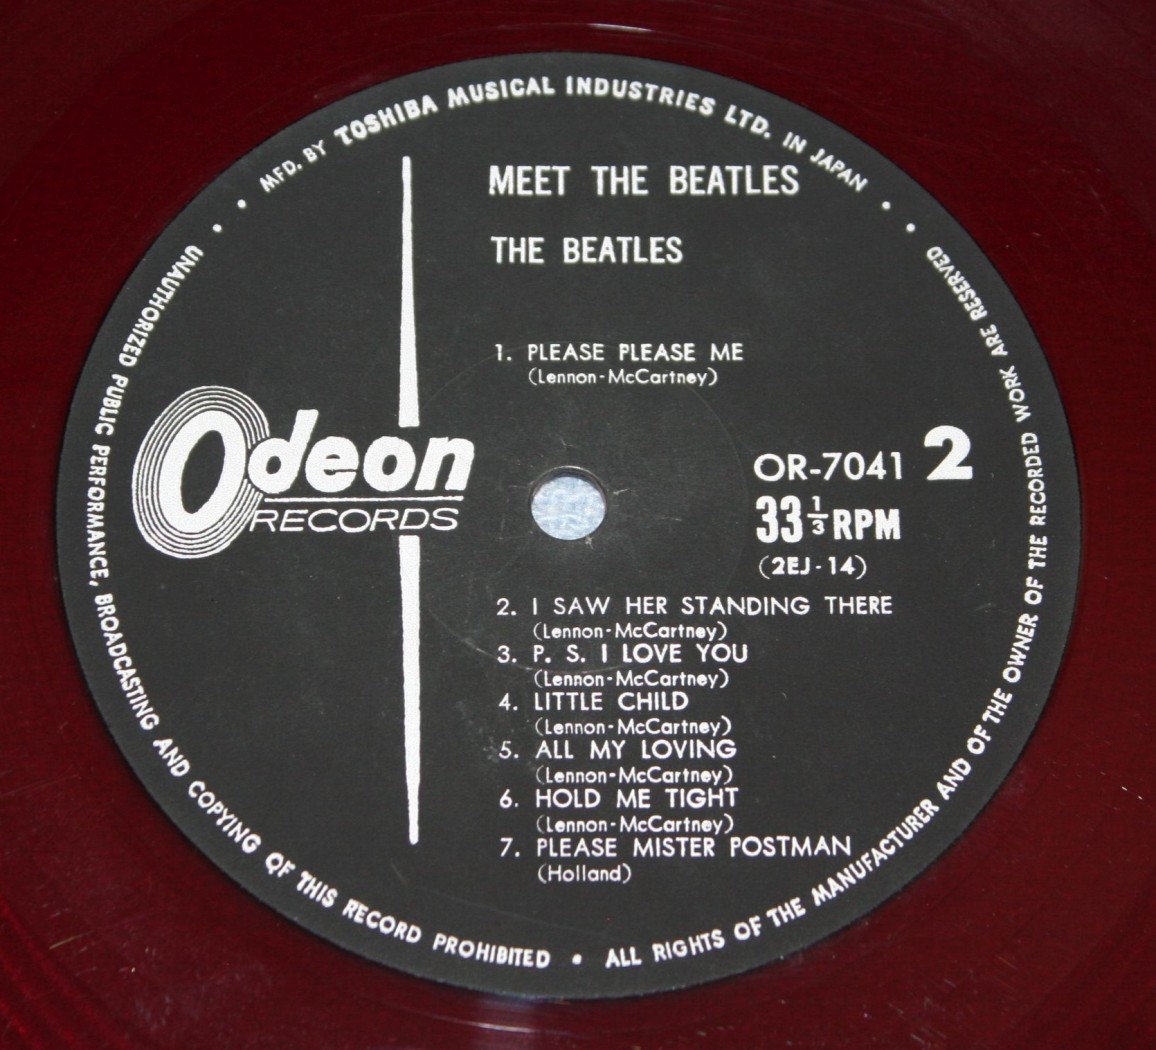 MFD. BY TOSHIBA MUSICAL INDUSTRIES LTD. IN JAPAN
MEET THE BEATLES
THE BEATLES
1. PLEASE PLEASE ME
(Lennon-McCartney)
Odeon
RECORDS
OR-7041 2
33 1/3 RPM
(2EJ-14)
2. I SAW HER STANDING THERE
(Lennon-McCartney)
3. P. S. I LOVE YOU
(Lennon-McCartney)
4. LITTLE CHILD
(Lennon-McCartney)
5. ALL MY LOVING
(Lennon-McCartney)
6. HOLD ME TIGHT
(Lennon-McCartney)
7. PLEASE MISTER POSTMAN
(Holland)
UNAUTHORIZED PUBLIC PERFORMANCE, BROADCASTING AND COPYING OF THIS RECORD PROHIBITED • ALL RIGHTS OF THE MANUFACTURER AND OF THE OWNER OF THE RECORDED WORK ARE RESERVED